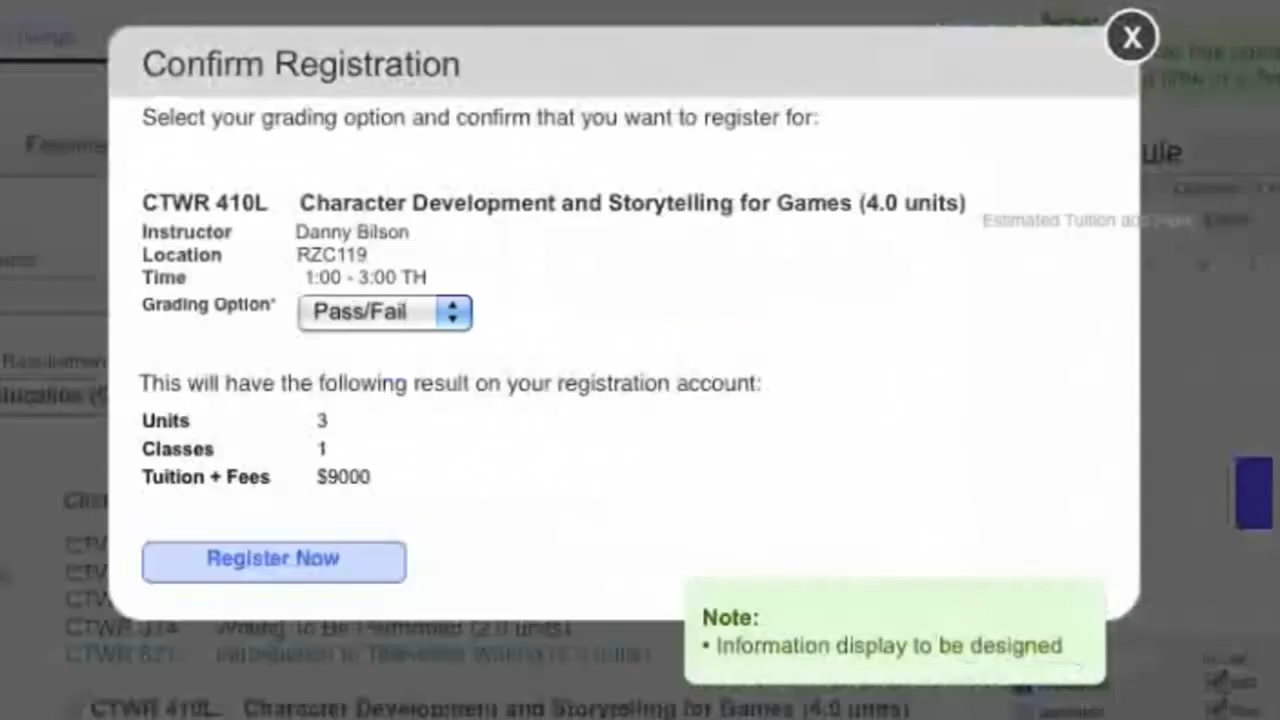 Confirm Registration
X
Select your grading option and confirm that you want to register for:
CTWR 410L Character Development and Storytelling for Games (4.0 units)
Estimated Tuition
Instructor Danny Bilson
Location RZC119
Time 1:00 - 3:00 TH
Grading Option* Pass/Fail
This will have the following result on your registration account:
Units 3
Classes 1
Tuition + Fees $9000
Register Now
Note:
• Information display to be designed
CTWR 410L Character Development and Storytelling for Games (4.0 units)